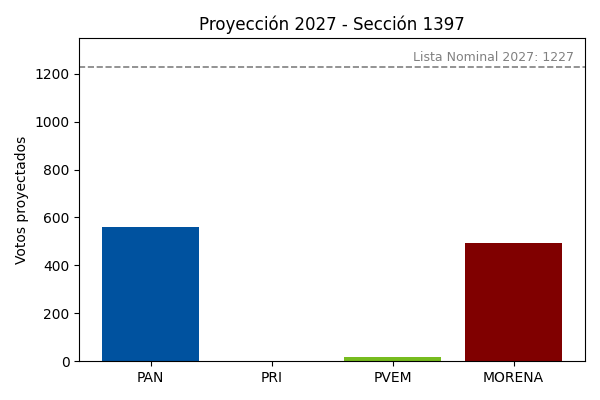 Proyección 2027 - Sección 1397
Lista Nominal 2027: 1227
Votos proyectados
1200
1000
800
600
400
200
0
PAN PRI PVEM MORENA